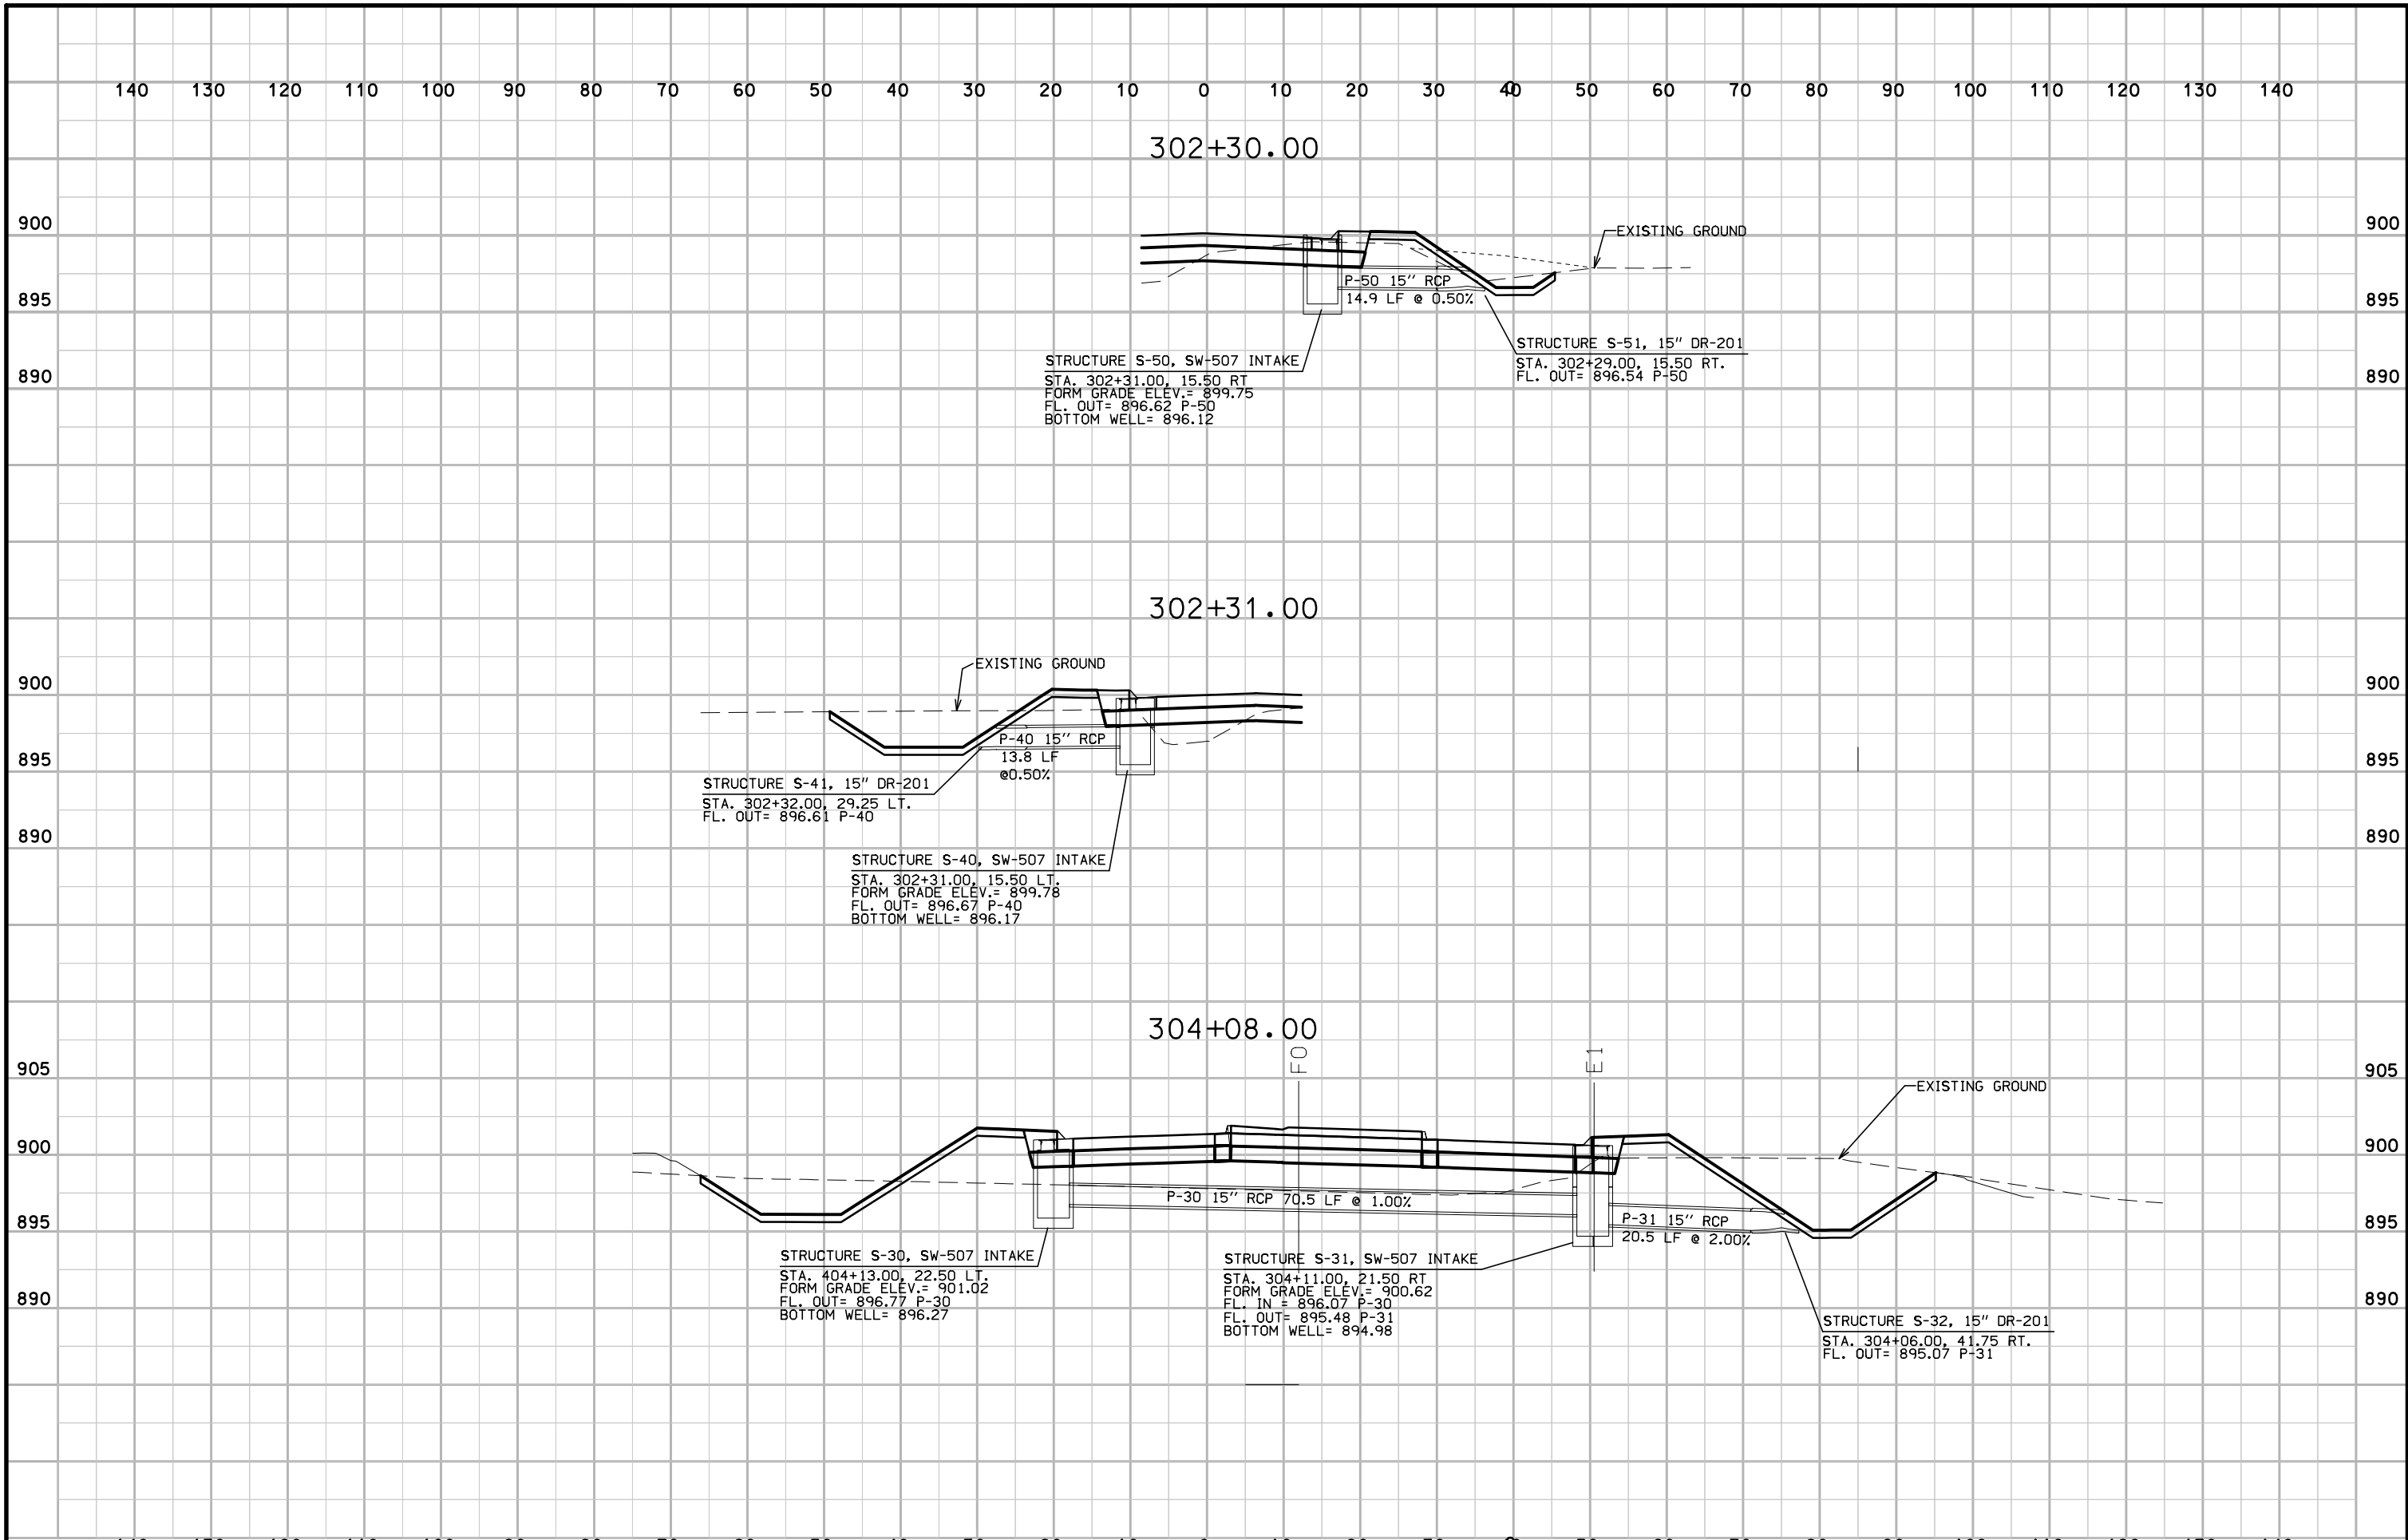 140 130 120 110 100 90 80 70 60 50 40 30 20 10 0 10 20 30 40 50 60 70 80 90 100 110 120 130 140
302+30.00
900 900
EXISTING GROUND
895 895
P-50 15" RCP
14.9 LF @ 0.50%
STRUCTURE S-50, SW-507 INTAKE
STA. 302+31.00, 15.50 RT
FORM GRADE ELEV.= 899.75
FL. OUT= 896.62 P-50
BOTTOM WELL= 896.12
STRUCTURE S-51, 15" DR-201
STA. 302+29.00, 15.50 RT.
FL. OUT= 896.54 P-50
890 890
302+31.00
EXISTING GROUND
900 900
P-40 15" RCP
13.8 LF
@0.50%
895 895
STRUCTURE S-41, 15" DR-201
STA. 302+32.00, 29.25 LT.
FL. OUT= 896.61 P-40
890 890
STRUCTURE S-40, SW-507 INTAKE
STA. 302+31.00, 15.50 LT.
FORM GRADE ELEV.= 899.78
FL. OUT= 896.67 P-40
BOTTOM WELL= 896.17
304+08.00
F0
E1
905 905
EXISTING GROUND
900 900
P-30 15" RCP 70.5 LF @ 1.00%
895 895
P-31 15" RCP
20.5 LF @ 2.00%
STRUCTURE S-30, SW-507 INTAKE
STA. 404+13.00, 22.50 LT.
FORM GRADE ELEV.= 901.02
FL. OUT= 896.77 P-30
BOTTOM WELL= 896.27
STRUCTURE S-31, SW-507 INTAKE
STA. 304+11.00, 21.50 RT
FORM GRADE ELEV.= 900.62
FL. IN = 896.07 P-30
FL. OUT= 895.48 P-31
BOTTOM WELL= 894.98
890 890
STRUCTURE S-32, 15" DR-201
STA. 304+06.00, 41.75 RT.
FL. OUT= 895.07 P-31